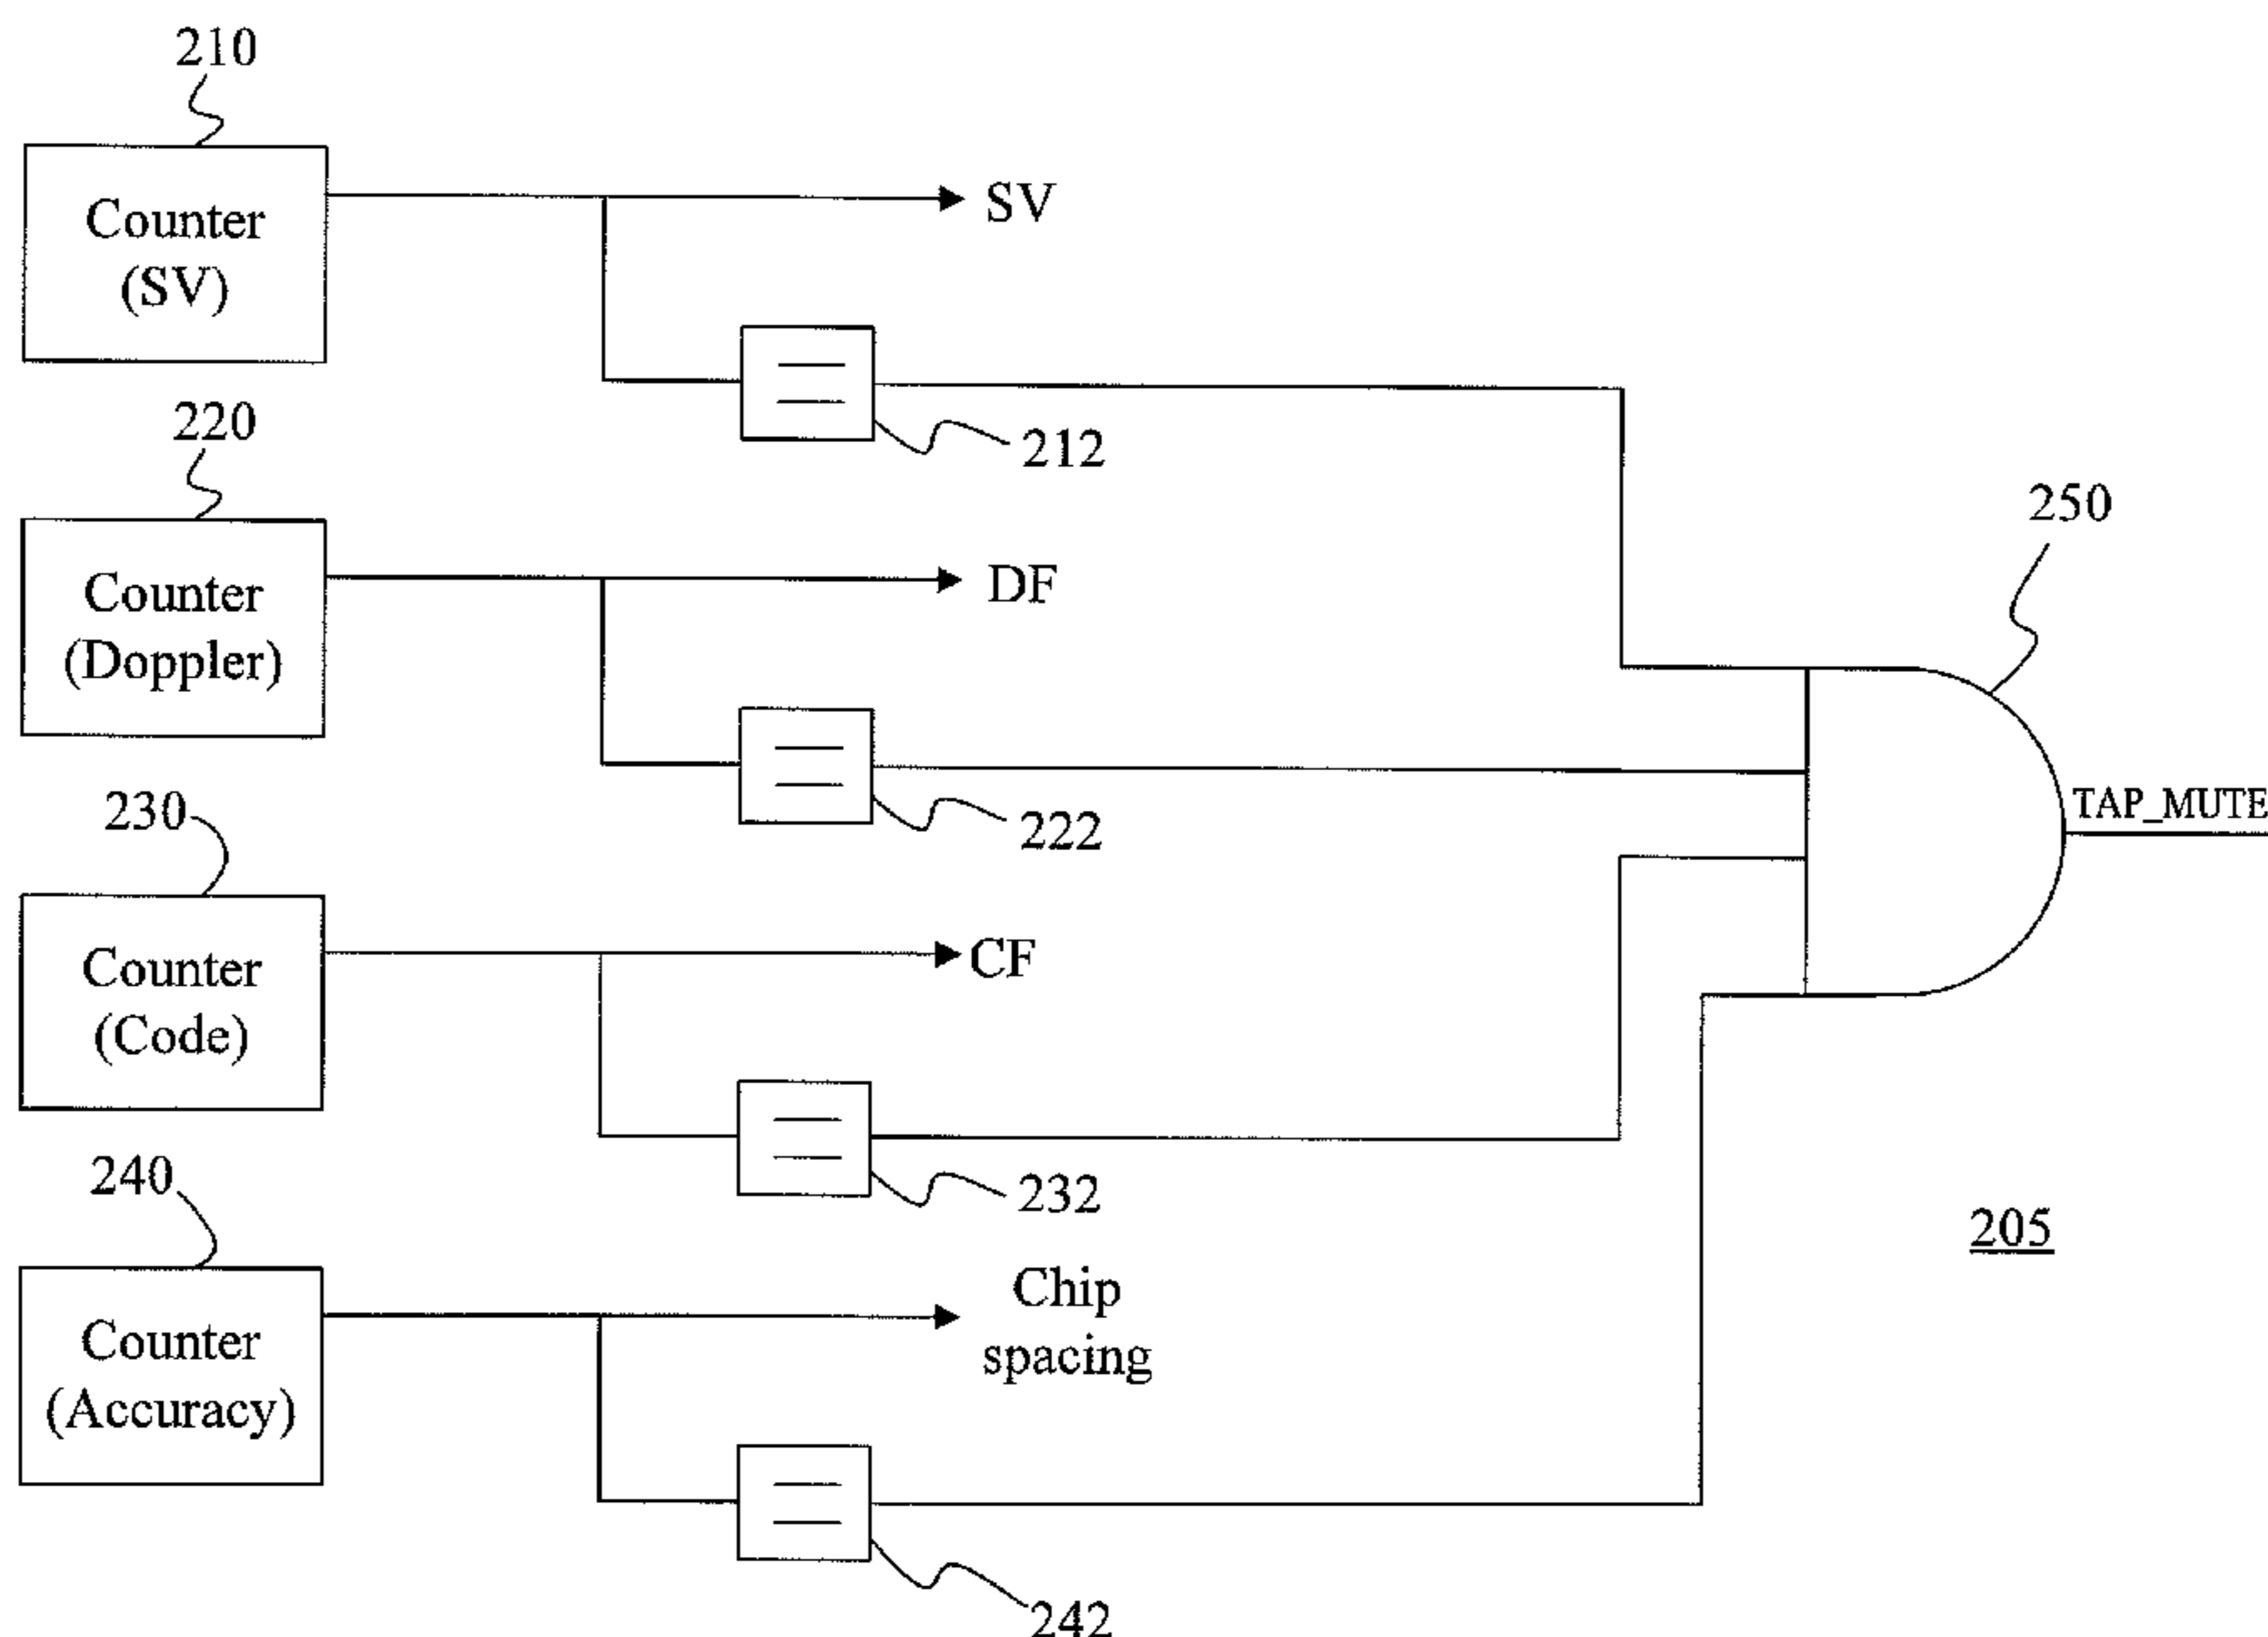 210
Counter
(SV)
SV
212
220
Counter
(Doppler)
DF
222
250
TAP_MUTE
230
Counter
(Code)
CF
232
205
240
Counter
(Accuracy)
Chip
spacing
242